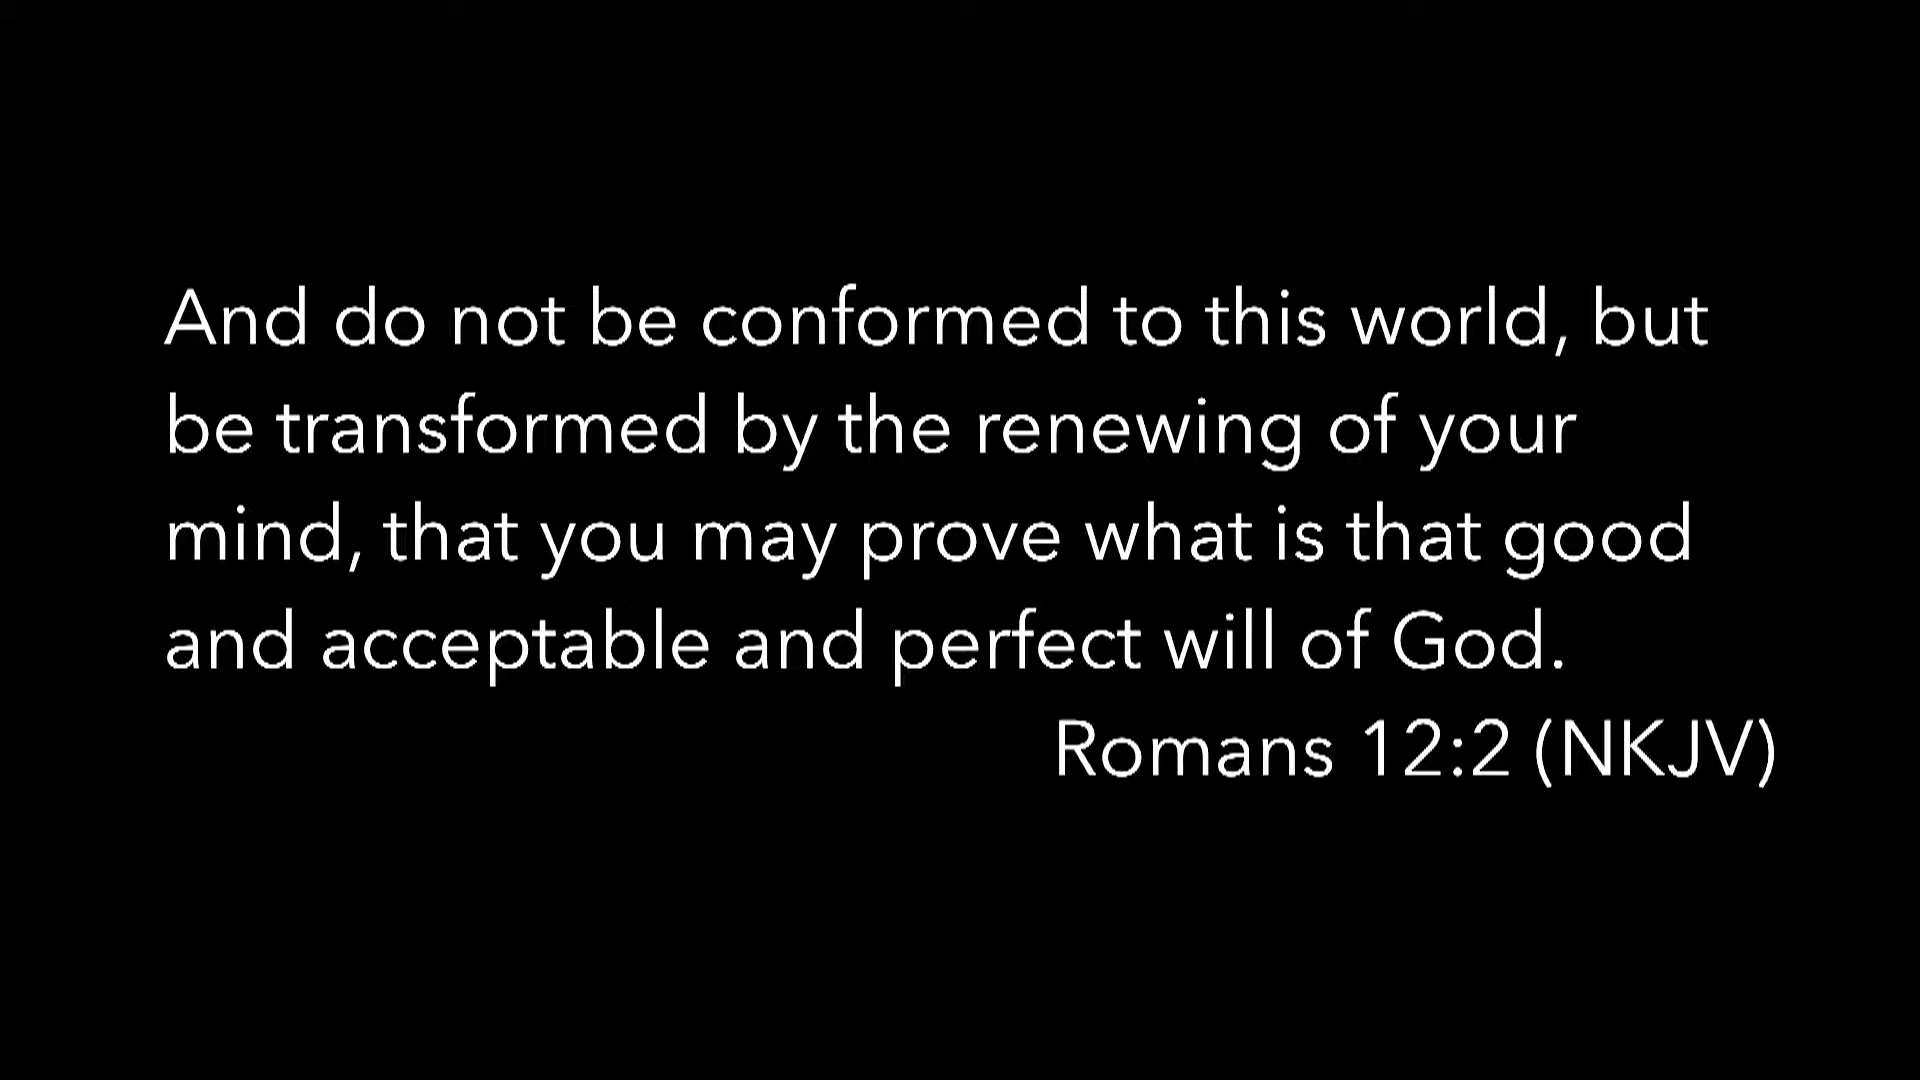 And do not be conformed to this world, but
be transformed by the renewing of your
mind, that you may prove what is that good
and acceptable and perfect will of God.
Romans 12:2 (NKJV)